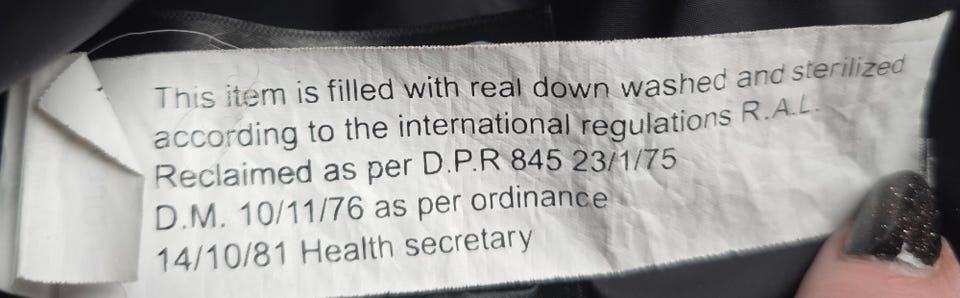 This item is filled with real down washed and sterilized
according to the international regulations R.A.L.
Reclaimed as per D.P.R 845 23/1/75
D.M. 10/11/76 as per ordinance
14/10/81 Health secretary